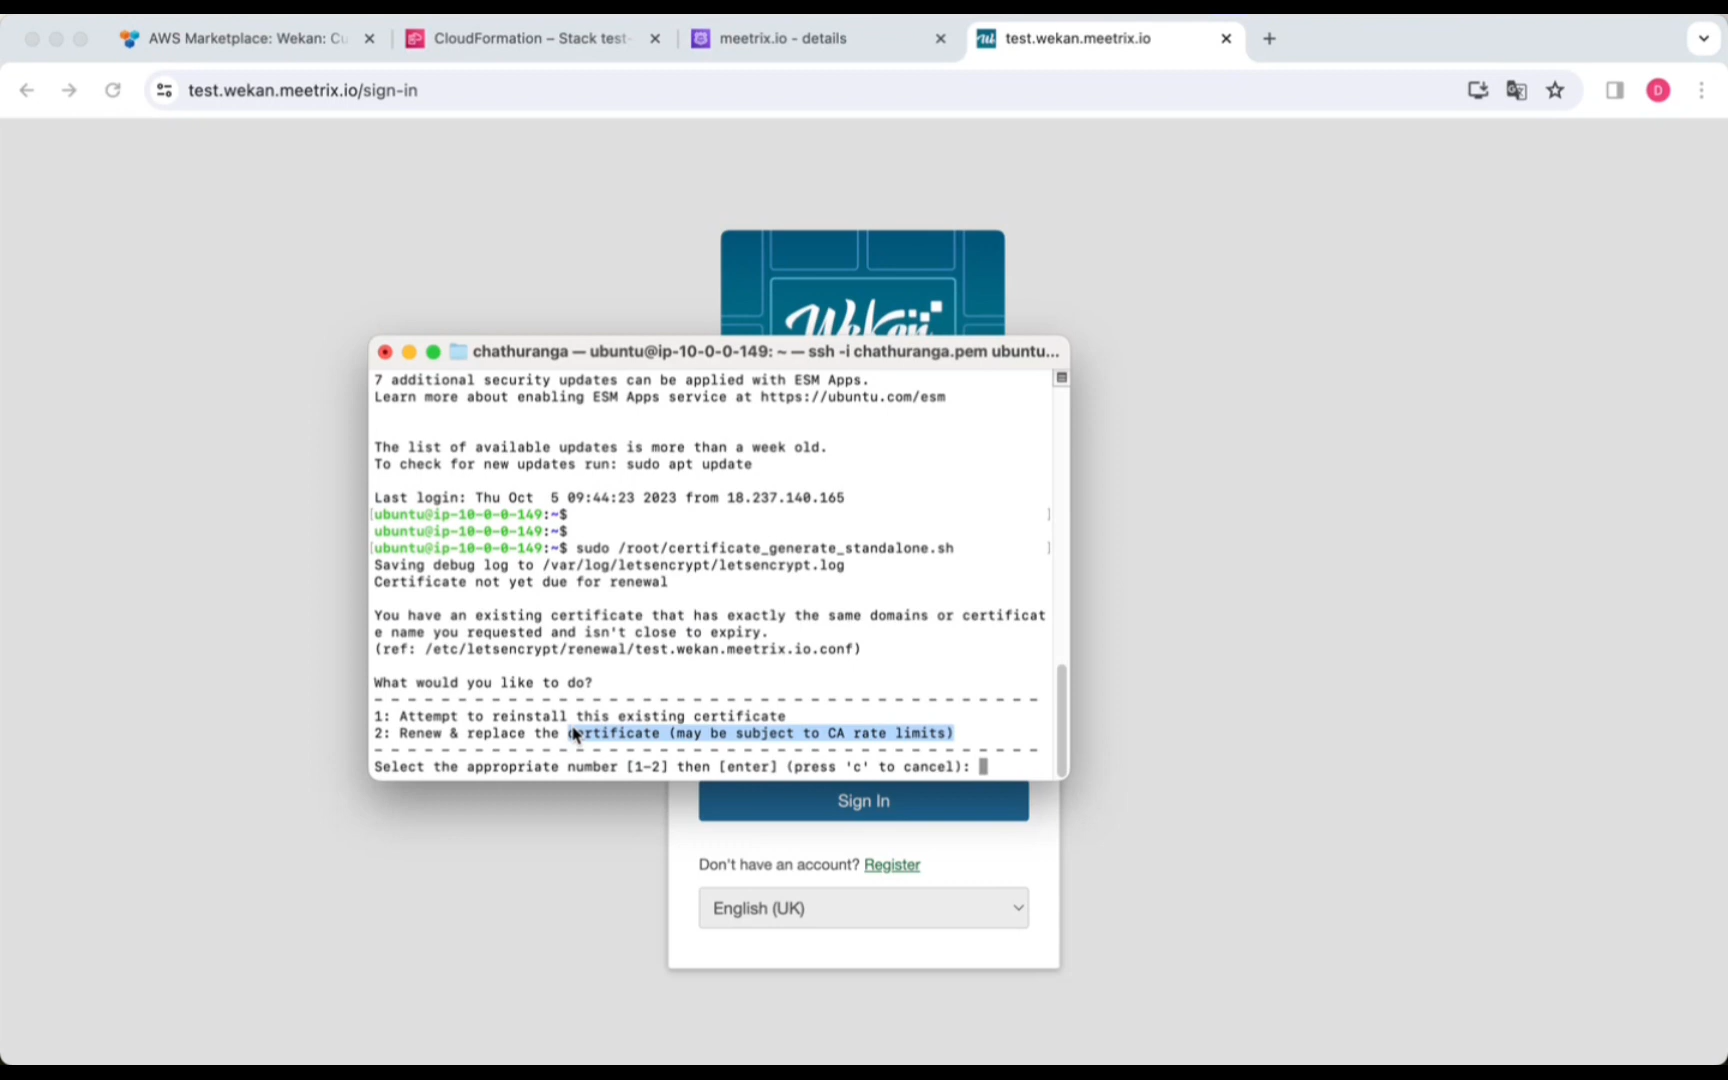 AWS Marketplace: Wekan: Cu
CloudFormation – Stack test-
meetrix.io - details
test.wekan.meetrix.io
test.wekan.meetrix.io/sign-in
D
Wekan
chathuranga — ubuntu@ip-10-0-0-149: ~ — ssh -i chathuranga.pem ubuntu...
7 additional security updates can be applied with ESM Apps.
Learn more about enabling ESM Apps service at https://ubuntu.com/esm
The list of available updates is more than a week old.
To check for new updates run: sudo apt update
Last login: Thu Oct  5 09:44:23 2023 from 18.237.140.165
[ubuntu@ip-10-0-0-149:~$ ]
ubuntu@ip-10-0-0-149:~$
[ubuntu@ip-10-0-0-149:~$ sudo /root/certificate_generate_standalone.sh ]
Saving debug log to /var/log/letsencrypt/letsencrypt.log
Certificate not yet due for renewal
You have an existing certificate that has exactly the same domains or certificat
e name you requested and isn't close to expiry.
(ref: /etc/letsencrypt/renewal/test.wekan.meetrix.io.conf)
What would you like to do?
- - - - - - - - - - - - - - - - - - - - - - - - - - - - - - - - - - - - - - - -
1: Attempt to reinstall this existing certificate
2: Renew & replace the certificate (may be subject to CA rate limits)
- - - - - - - - - - - - - - - - - - - - - - - - - - - - - - - - - - - - - - - -
Select the appropriate number [1-2] then [enter] (press 'c' to cancel):
Sign In
Don't have an account? Register
English (UK)